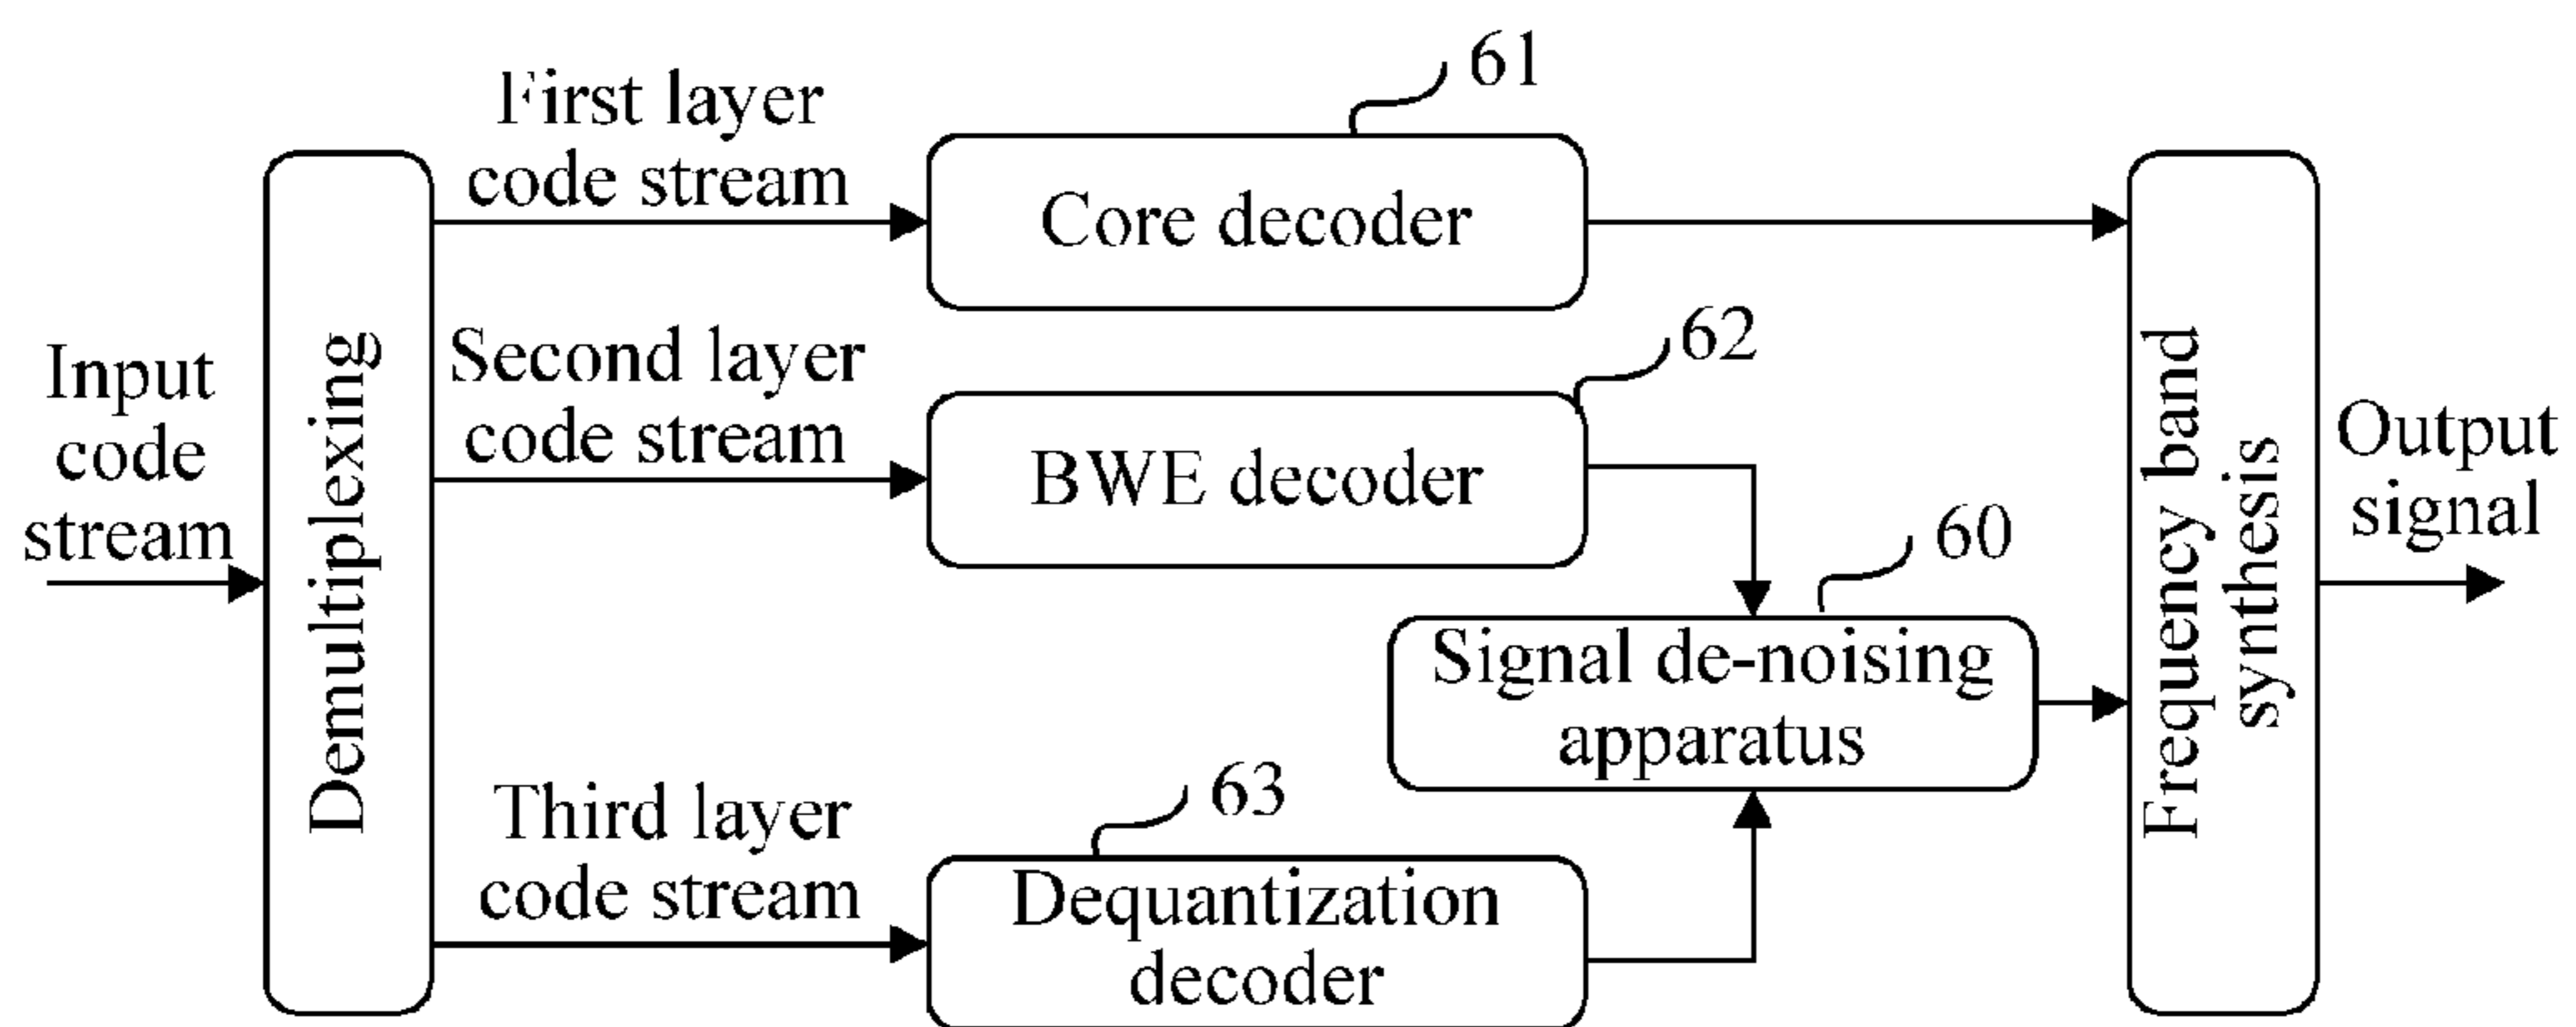 61
First layer
code stream
Core decoder
62
Second layer
code stream
BWE decoder
Input
code
stream
Demultiplexing
60
Signal de-noising
apparatus
Frequency band
synthesis
Output
signal
63
Third layer
code stream
Dequantization
decoder